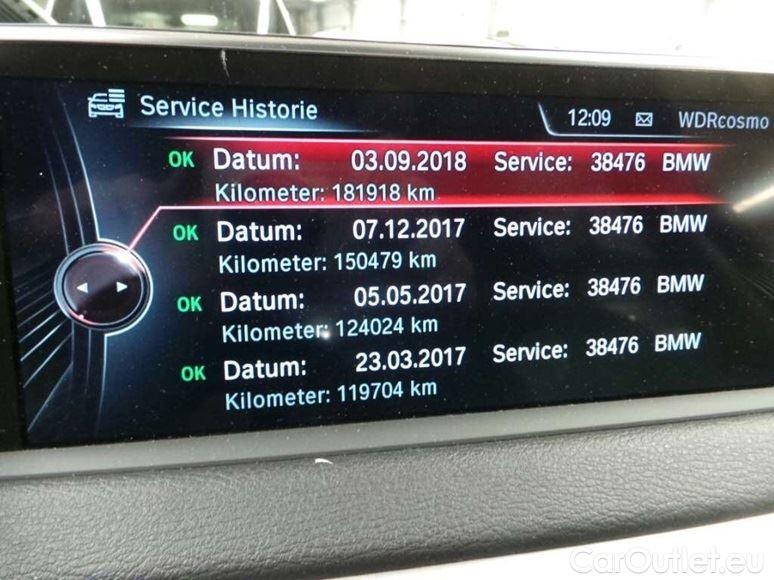 Service Historie 12:09 WDRcosmo
OK Datum: 03.09.2018 Service: 38476 BMW
Kilometer: 181918 km
OK Datum: 07.12.2017 Service: 38476 BMW
Kilometer: 150479 km
OK Datum: 05.05.2017 Service: 38476 BMW
Kilometer: 124024 km
OK Datum: 23.03.2017 Service: 38476 BMW
Kilometer: 119704 km
CarOutlet.eu